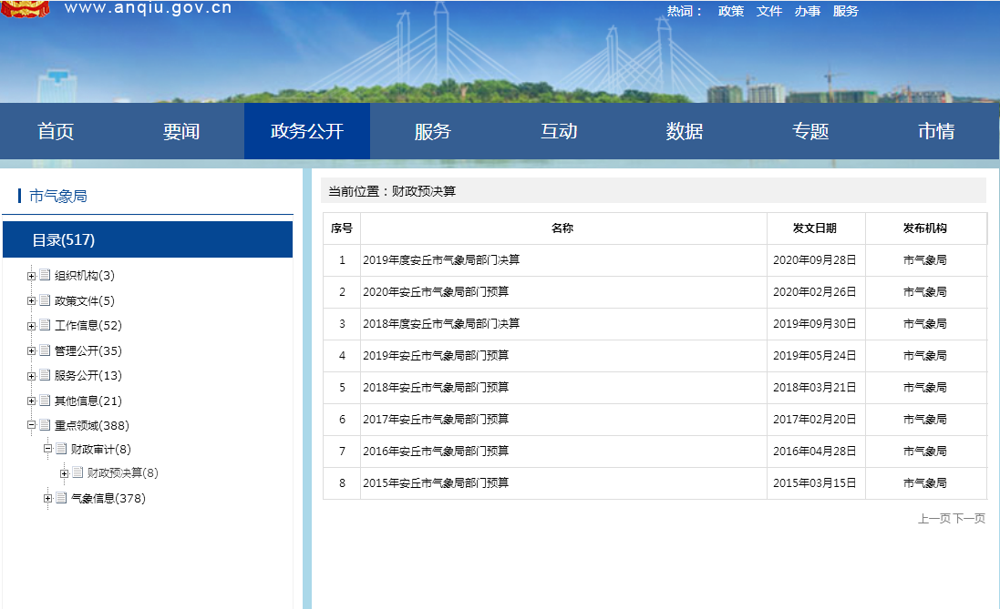 www.anqiu.gov.cn
热词： 政策 文件 办事 服务
首页 要闻 政务公开 服务 互动 数据 专题 市情
市气象局
目录(517)
组织机构(3)
政策文件(5)
工作信息(52)
管理公开(35)
服务公开(13)
其他信息(21)
重点领域(388)
财政审计(8)
财政预决算(8)
气象信息(378)
当前位置：财政预决算
序号 名称 发文日期 发布机构
1 2019年度安丘市气象局部门决算 2020年09月28日 市气象局
2 2020年安丘市气象局部门预算 2020年02月26日 市气象局
3 2018年度安丘市气象局部门决算 2019年09月30日 市气象局
4 2019年安丘市气象局部门预算 2019年05月24日 市气象局
5 2018年安丘市气象局部门预算 2018年03月21日 市气象局
6 2017年安丘市气象局部门预算 2017年02月20日 市气象局
7 2016年安丘市气象局部门预算 2016年04月28日 市气象局
8 2015年安丘市气象局部门预算 2015年03月15日 市气象局
上一页 下一页